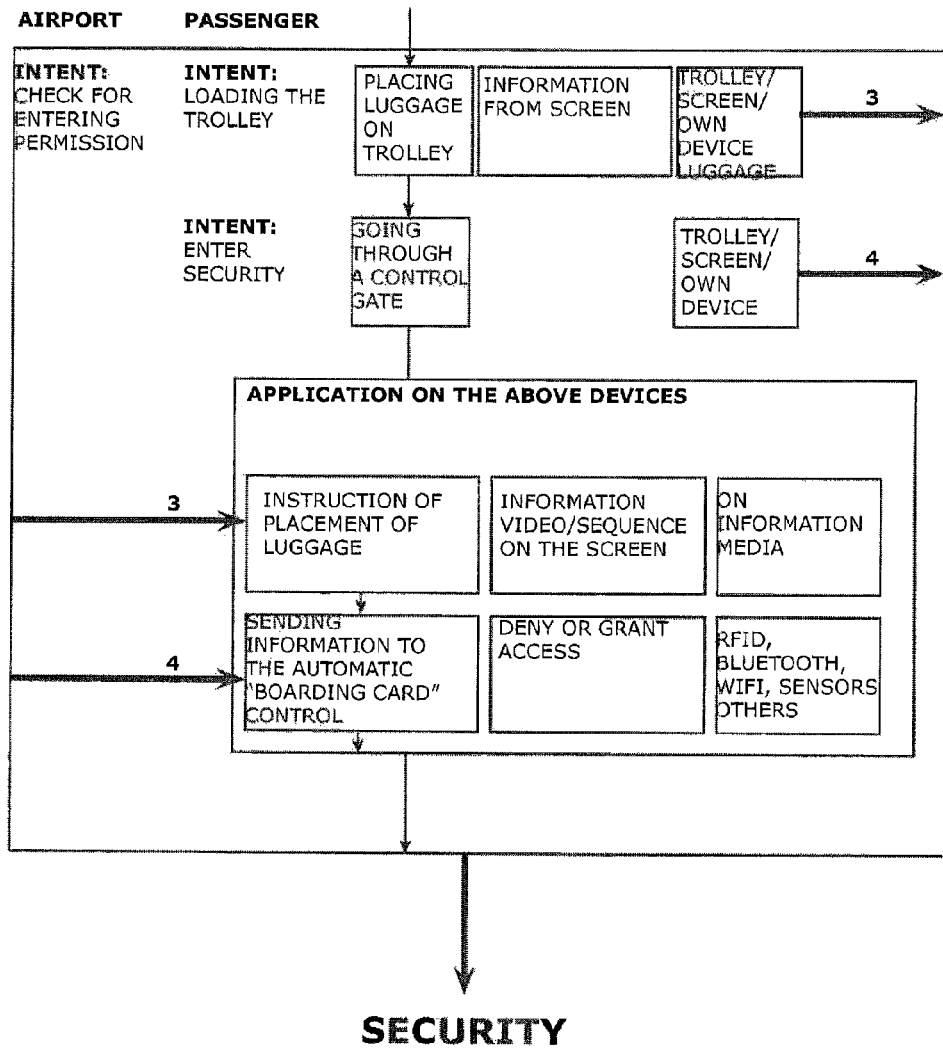 AIRPORT PASSENGER
INTENT:
CHECK FOR
ENTERING
PERMISSION
INTENT:
LOADING THE
TROLLEY
PLACING
LUGGAGE
ON
TROLLEY
INFORMATION
FROM SCREEN
TROLLEY/
SCREEN/
OWN
DEVICE
LUGGAGE
3
INTENT:
ENTER
SECURITY
GOING
THROUGH
A CONTROL
GATE
TROLLEY/
SCREEN/
OWN
DEVICE
4
APPLICATION ON THE ABOVE DEVICES
3
INSTRUCTION OF
PLACEMENT OF
LUGGAGE
INFORMATION
VIDEO/SEQUENCE
ON THE SCREEN
ON
INFORMATION
MEDIA
4
SENDING
INFORMATION TO
THE AUTOMATIC
"BOARDING CARD"
CONTROL
DENY OR GRANT
ACCESS
RFID,
BLUETOOTH,
WIFI, SENSORS
OTHERS
SECURITY